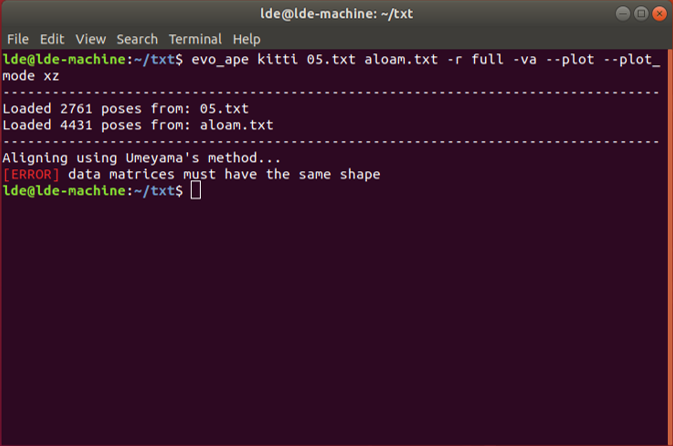 lde@lde-machine: ~/txt
File Edit View Search Terminal Help
lde@lde-machine:~/txt$ evo_ape kitti 05.txt aloam.txt -r full -va --plot --plot_
mode xz
--------------------------------------------------------------------------------
Loaded 2761 poses from: 05.txt
Loaded 4431 poses from: aloam.txt
--------------------------------------------------------------------------------
Aligning using Umeyama's method...
[ERROR] data matrices must have the same shape
lde@lde-machine:~/txt$